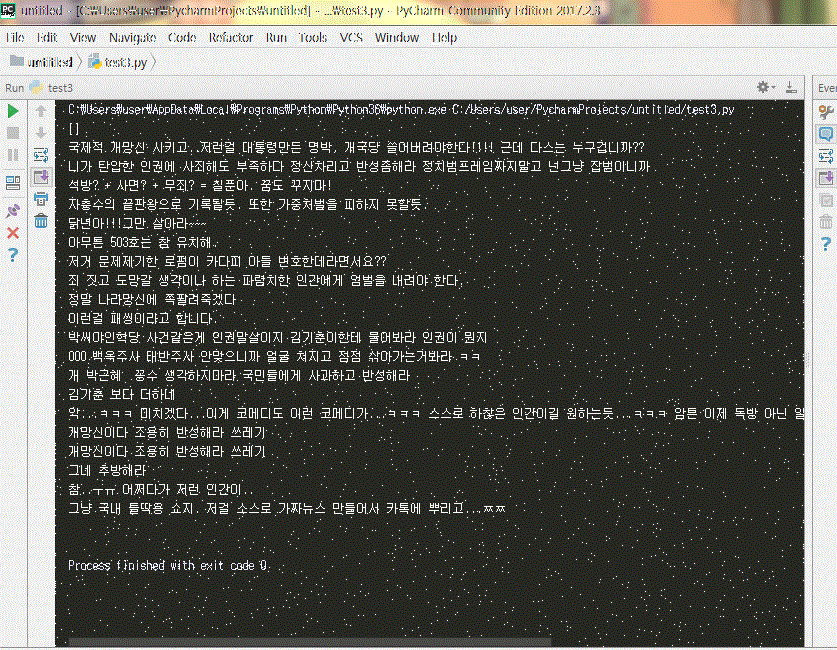 untitled - [C:₩Users₩user₩PycharmProjects₩untitled] - ...₩test3.py - PyCharm Community Edition 2017.2.3
File Edit View Navigate Code Refactor Run Tools VCS Window Help
untitled test3.py
Run test3
Ever
C:₩Users₩user₩AppData₩Local₩Programs₩Python₩Python36₩python.exe C:/Users/user/PycharmProjects/untitled/test3.py
[]
국제적 개망신 시키고..저런걸 대통령만든 명박, 개국당 쓸어버려야한다!!!! 근데 다스는 누구겁니까??
니가 탄압한 인권에 사죄해도 부족하다 정신차리고 반성좀해라 정치범프레임짜지말고 넌그냥 잡범아니까
석방? + 사면? + 무죄? = 칠푼아. 꿈도 꾸지마!
자충수의 끝판왕으로 기록될듯. 또한 가중처벌을 피하지 못할듯.
닭년아!!!그만 살아라~~~
아무튼 503호는 참 유치해.
저거 문제제기한 로펌이 카다피 아들 변호한데라면서요??
죄 짓고 도망갈 생각이나 하는 파렴치한 인간에게 엄벌을 내려야 한다.
정말 나라망신에 쪽팔려죽겠다
이런걸 패씽이랴고 합니다.
박씨야인혁당 사건같은게 인권말살이지 김기춘이한테 물어봐라 인권이 뭔지
000.백옥주사 태반주사 안맞으니까 얼굴 쳐지고 점점 삮아가는거봐라 ㅋㅋ
개 박근혜 꽁수 생각하지마라 국민들에게 사과하고 반성해라
김기춘 보다 더하네
악...ㅋㅋㅋ 미치겠다...이게 코메디도 이런 코메디가...ㅋㅋㅋ 스스로 하찮은 인간이길 원하는듯...ㅋㅋㅋ 암튼 이제 독방 아닌 일
개망신이다 조용히 반성해라 쓰레기
개망신이다 조용히 반성해라 쓰레기
그네 추방해라
참..ㅜㅠ 어쩌다가 저런 인간이..
그냥 국내 틀딱용 쇼지. 저걸 소스로 가짜뉴스 만들어서 카톡에 뿌리고...ㅉㅉ
Process finished with exit code 0